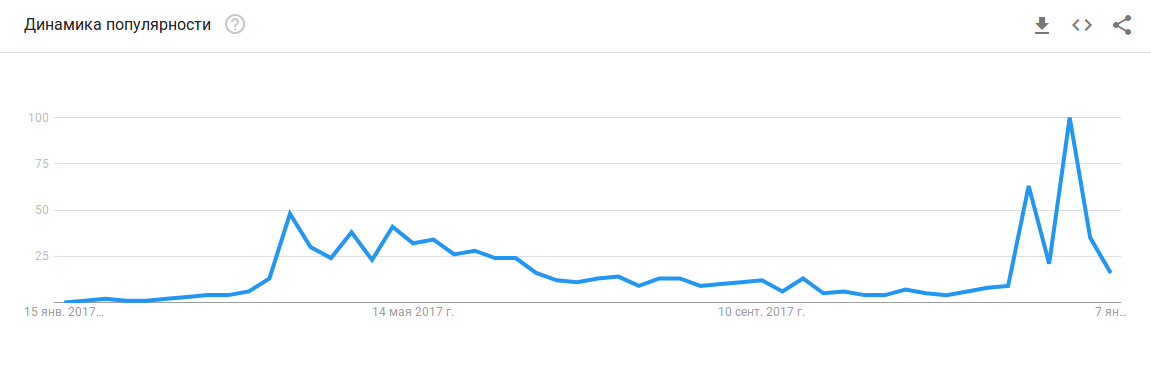 Динамика популярности
100
75
50
25
15 янв. 2017…
14 мая 2017 г.
10 сент. 2017 г.
7 ян…